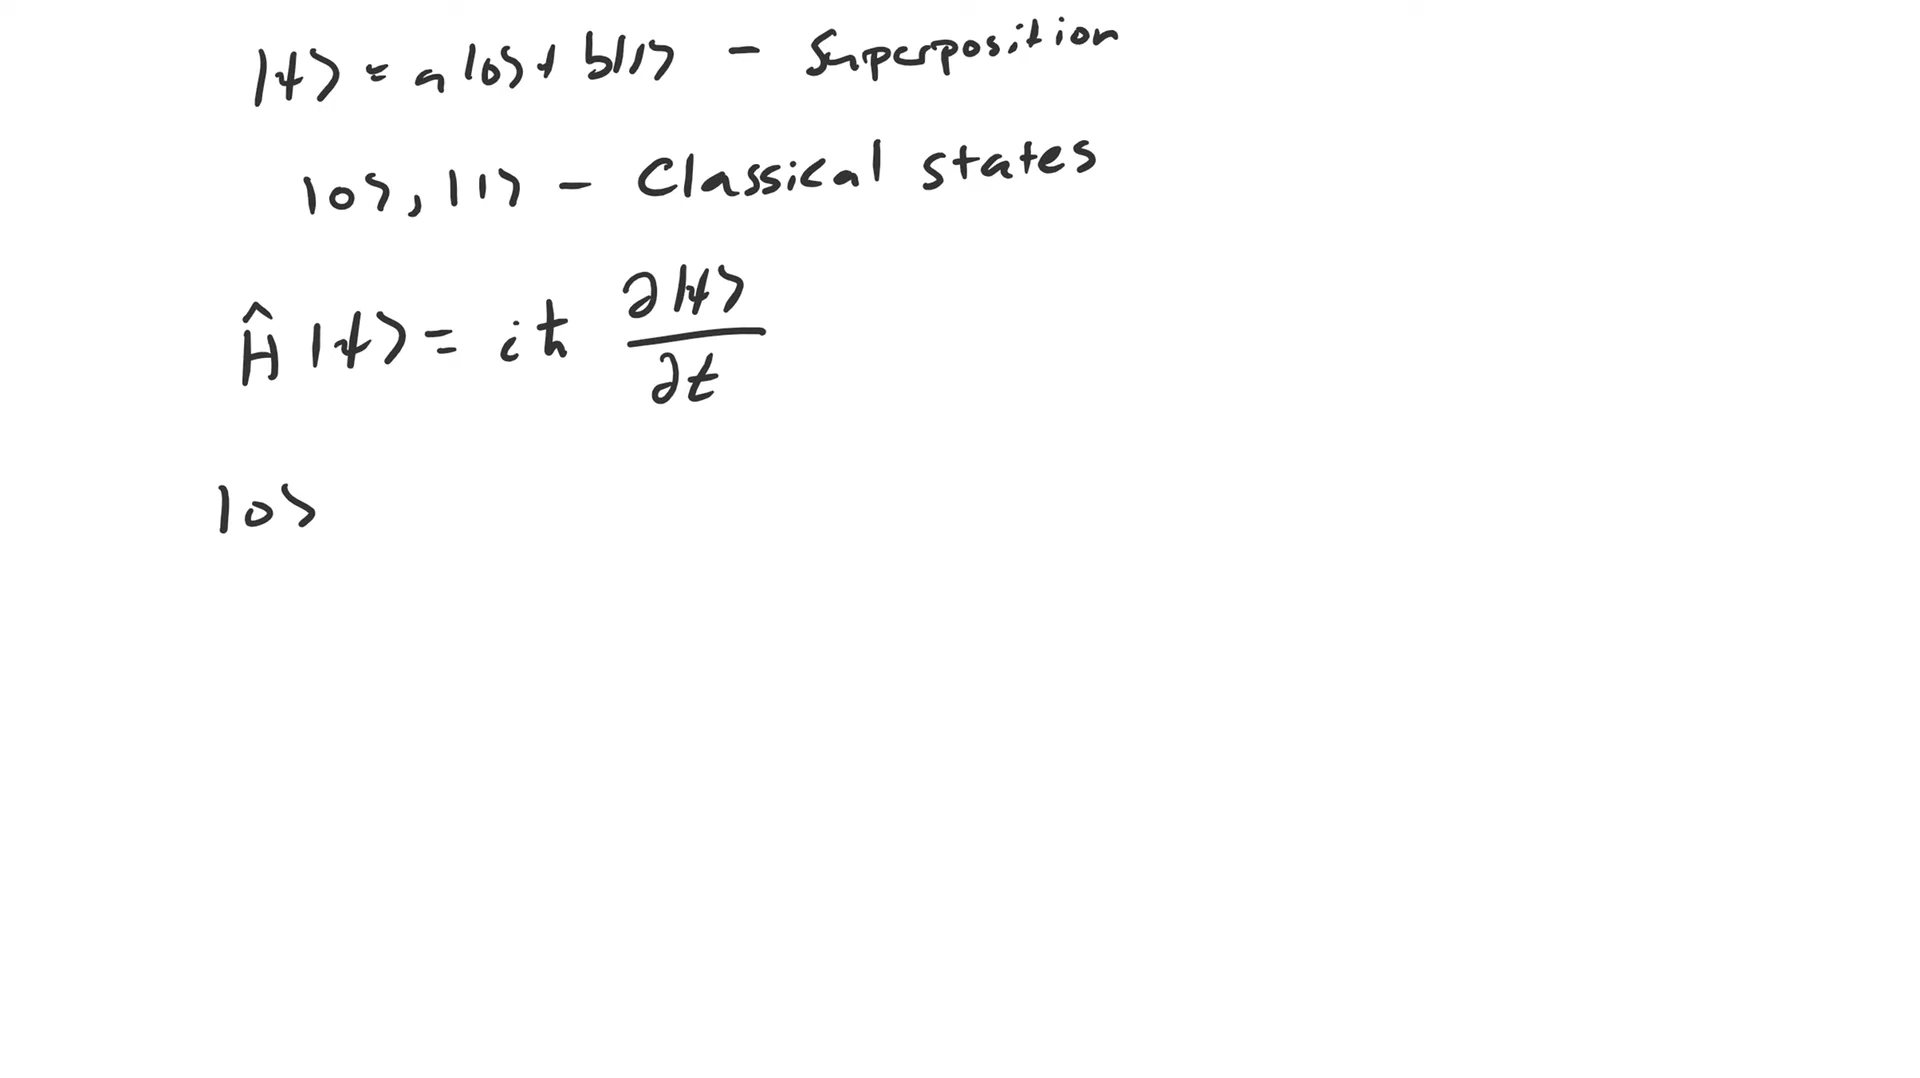 |ψ> = a|0> + b|1> - Superposition
|0>, |1> - Classical states
Ĥ|ψ> = iħ ∂|ψ>/∂t
|0>